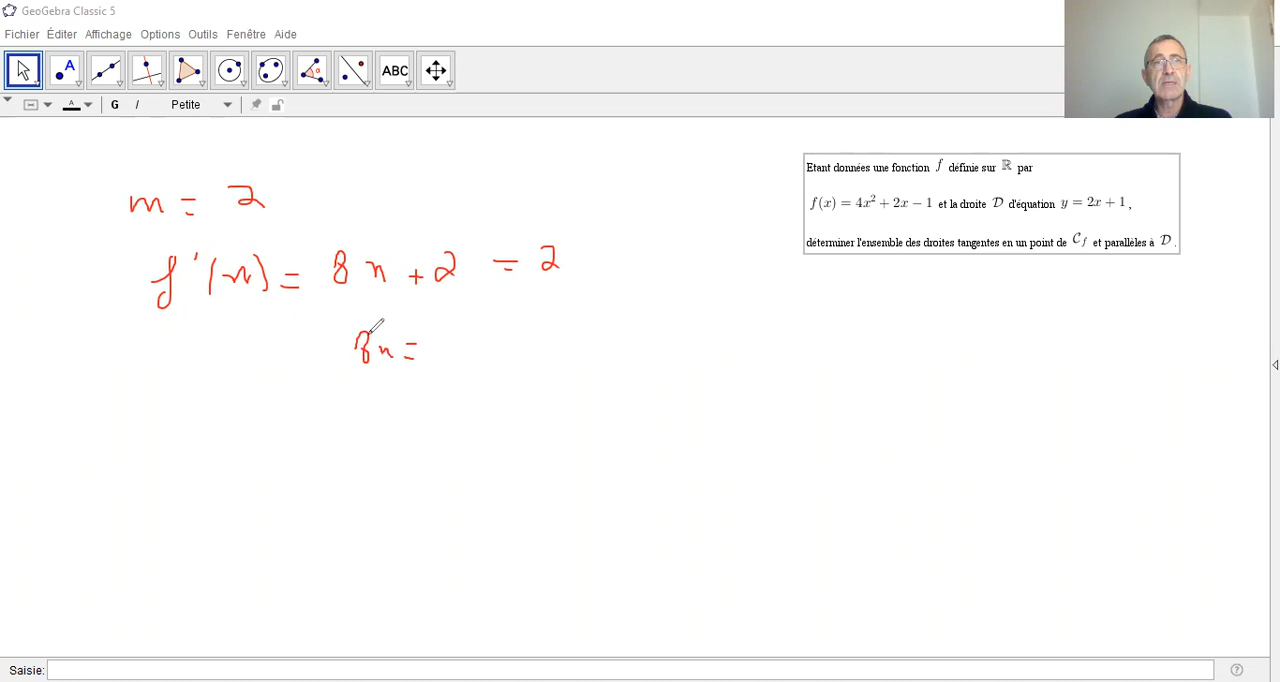 GeoGebra Classic 5
Fichier Éditer Affichage Options Outils Fenêtre Aide
A ABC
A G I Petite
Etant données une fonction f définie sur ℝ par
f(x) = 4x² + 2x − 1 et la droite 𝒟 d'équation y = 2x + 1 ,
déterminer l'ensemble des droites tangentes en un point de 𝒞f et parallèles à 𝒟 .
m = 2
f'(x) = 8x + 2 = 2
8x =
Saisie: